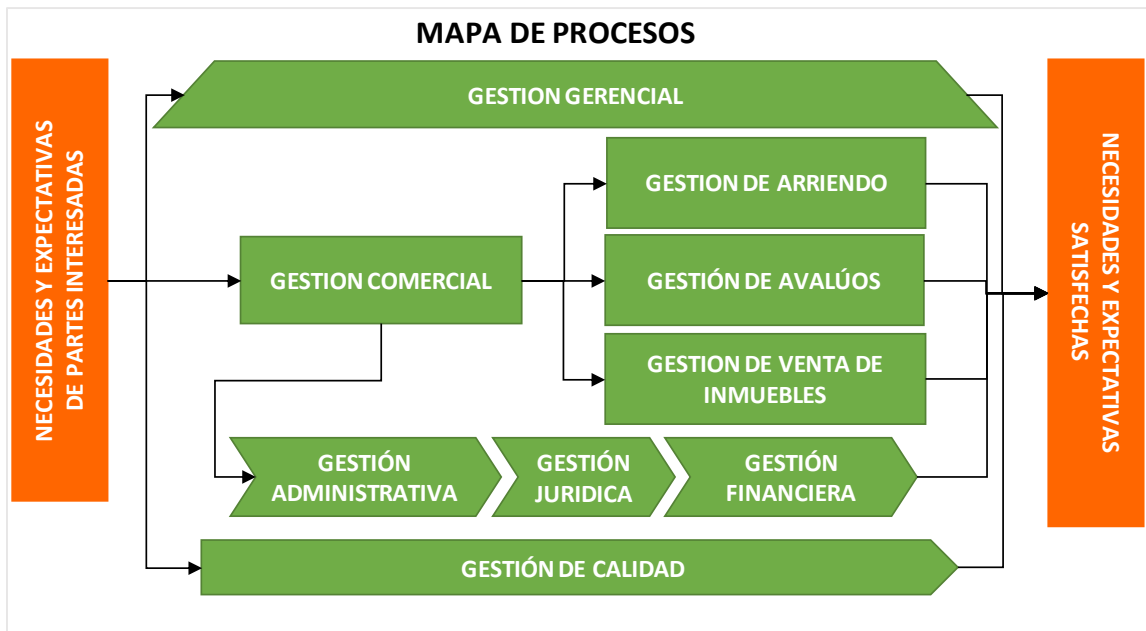 MAPA DE PROCESOS
NECESIDADES Y EXPECTATIVAS
DE PARTES INTERESADAS
GESTION GERENCIAL
GESTION COMERCIAL
GESTION DE ARRIENDO
GESTIÓN DE AVALÚOS
GESTION DE VENTA DE
INMUEBLES
GESTIÓN
ADMINISTRATIVA
GESTIÓN
JURIDICA
GESTIÓN
FINANCIERA
GESTIÓN DE CALIDAD
NECESIDADES Y EXPECTATIVAS
SATISFECHAS